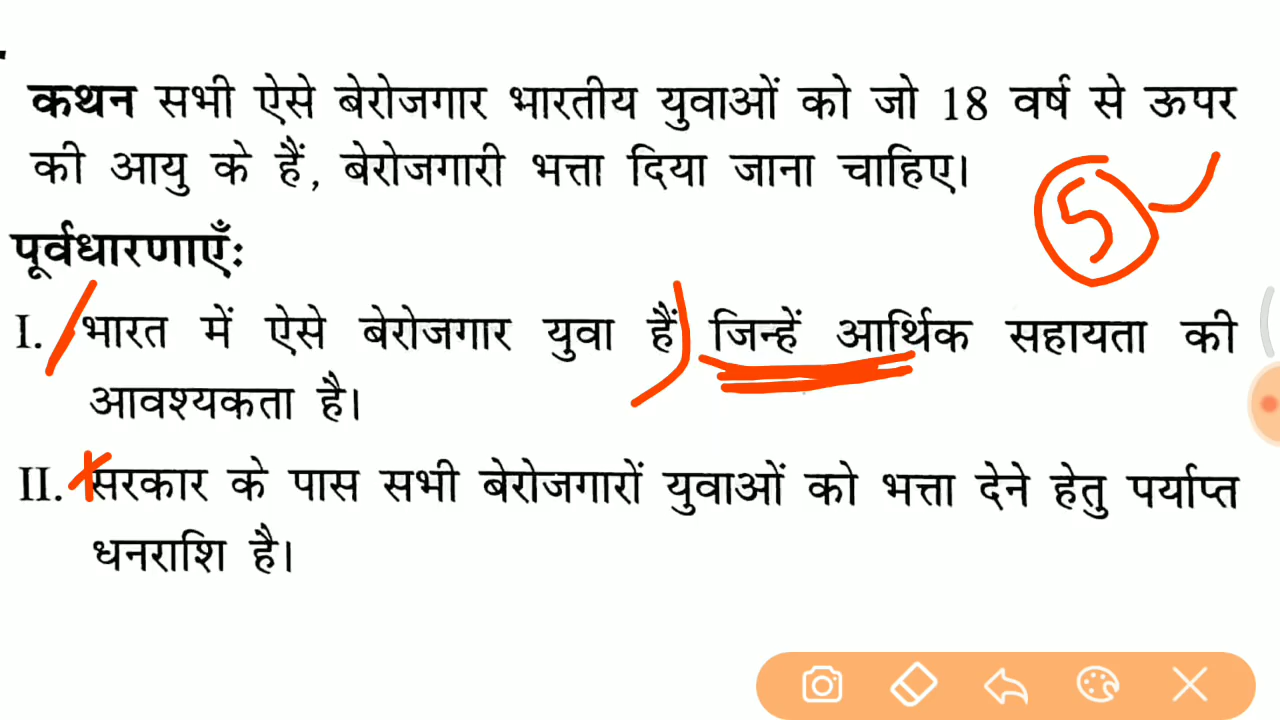 कथन सभी ऐसे बेरोजगार भारतीय युवाओं को जो 18 वर्ष से ऊपर
की आयु के हैं, बेरोजगारी भत्ता दिया जाना चाहिए।
5
पूर्वधारणाएँः
I. भारत में ऐसे बेरोजगार युवा हैं जिन्हें आर्थिक सहायता की
आवश्यकता है।
II. सरकार के पास सभी बेरोजगारों युवाओं को भत्ता देने हेतु पर्याप्त
धनराशि है।